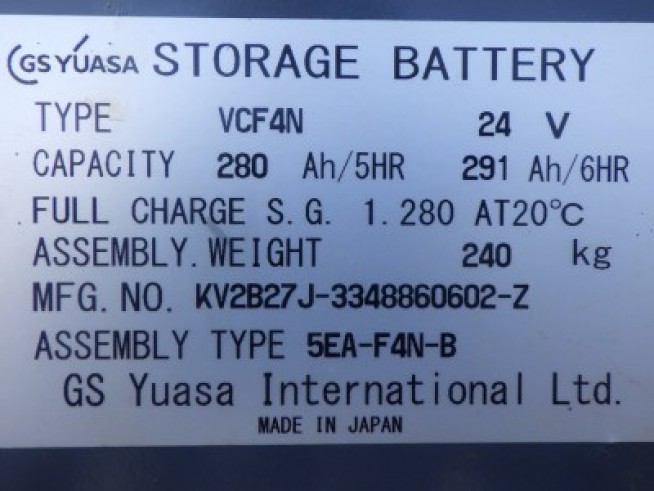 GS YUASA STORAGE BATTERY
TYPE VCF4N 24 V
CAPACITY 280 Ah/5HR 291 Ah/6HR
FULL CHARGE S.G. 1.280 AT20℃
ASSEMBLY.WEIGHT 240 kg
MFG.NO. KV2B27J-3348860602-Z
ASSEMBLY TYPE 5EA-F4N-B
GS Yuasa International Ltd.
MADE IN JAPAN